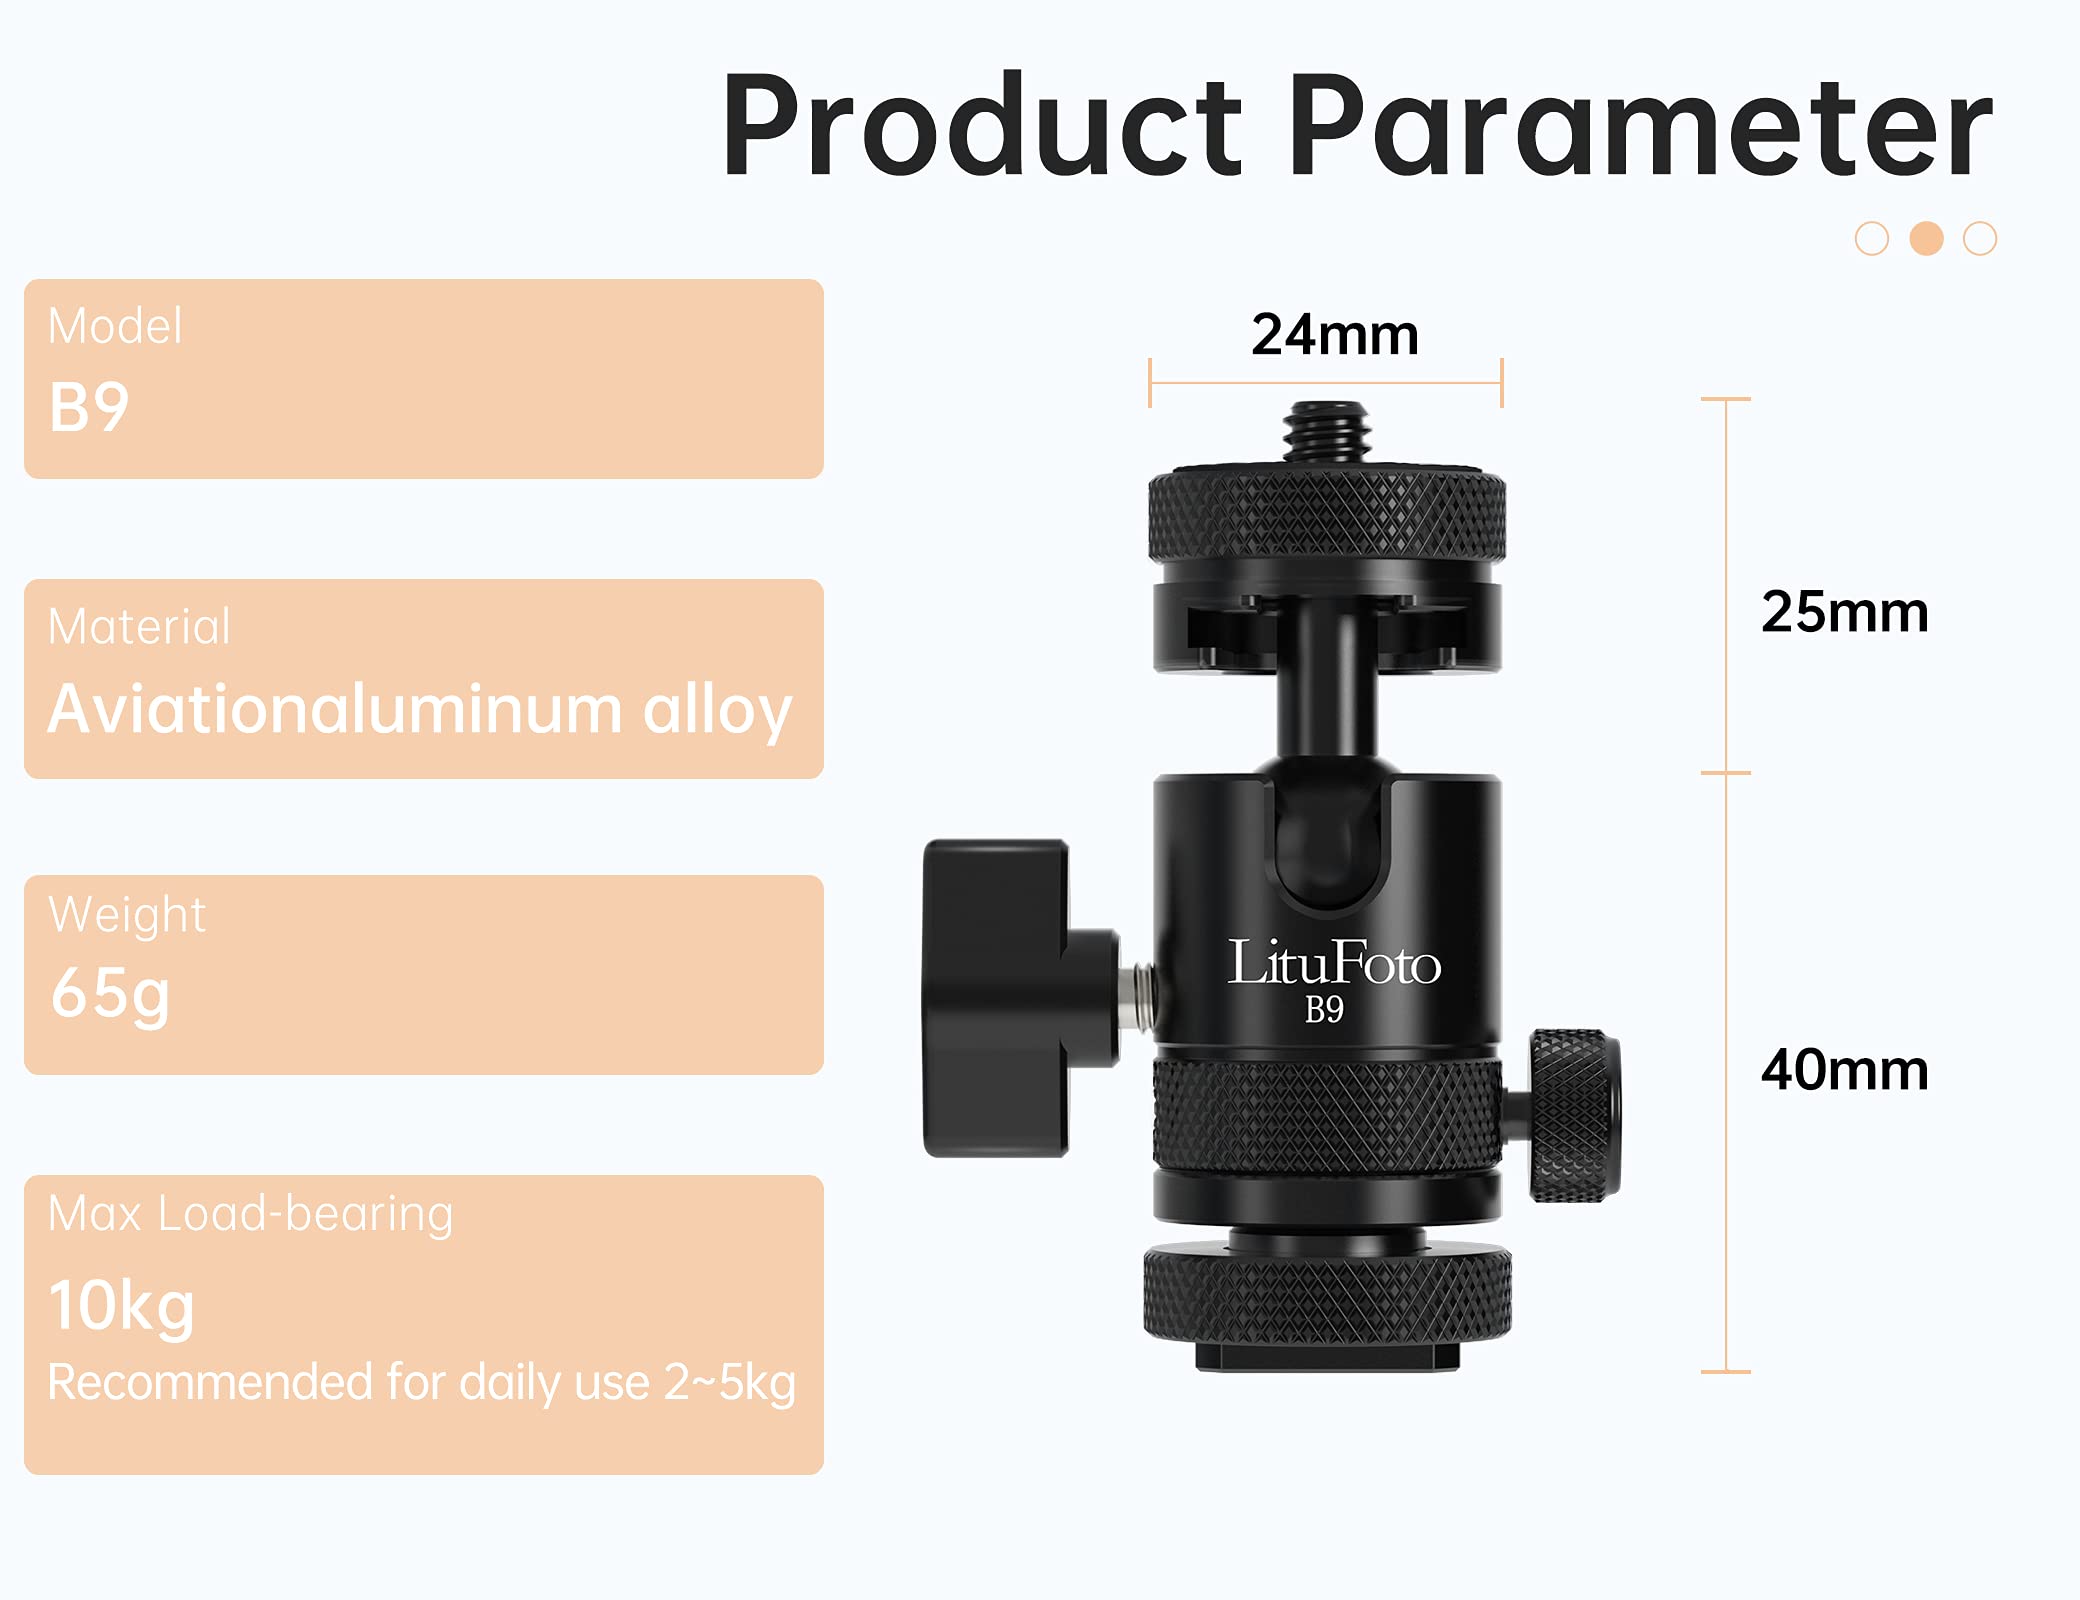 Product Parameter
Model
B9
Material
Aviationaluminum alloy
Weight
65g
Max Load-bearing
10kg
Recommended for daily use 2~5kg
24mm
25mm
40mm
LituFoto
B9